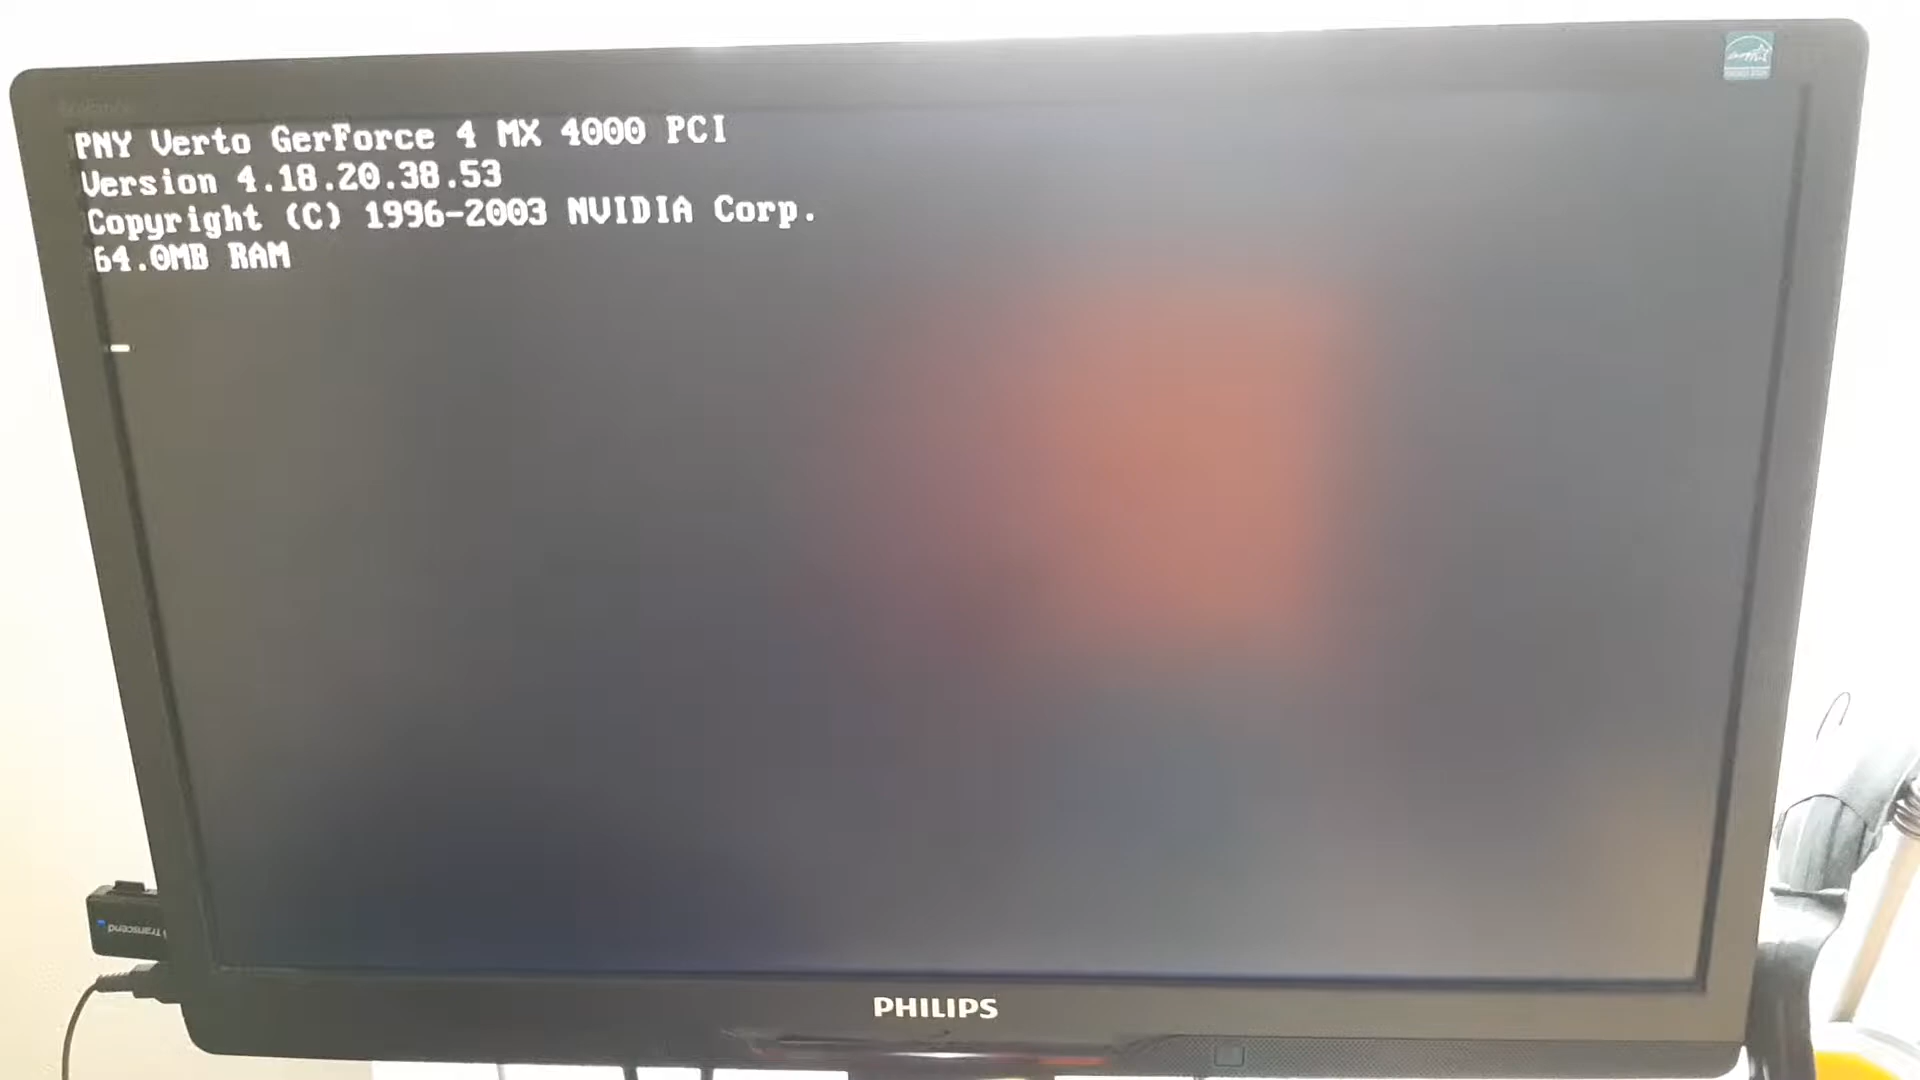 PNY Verto GerForce 4 MX 4000 PCI
Version 4.18.20.38.53
Copyright (C) 1996-2003 NVIDIA Corp.
64.0MB RAM
Transcend
PHILIPS